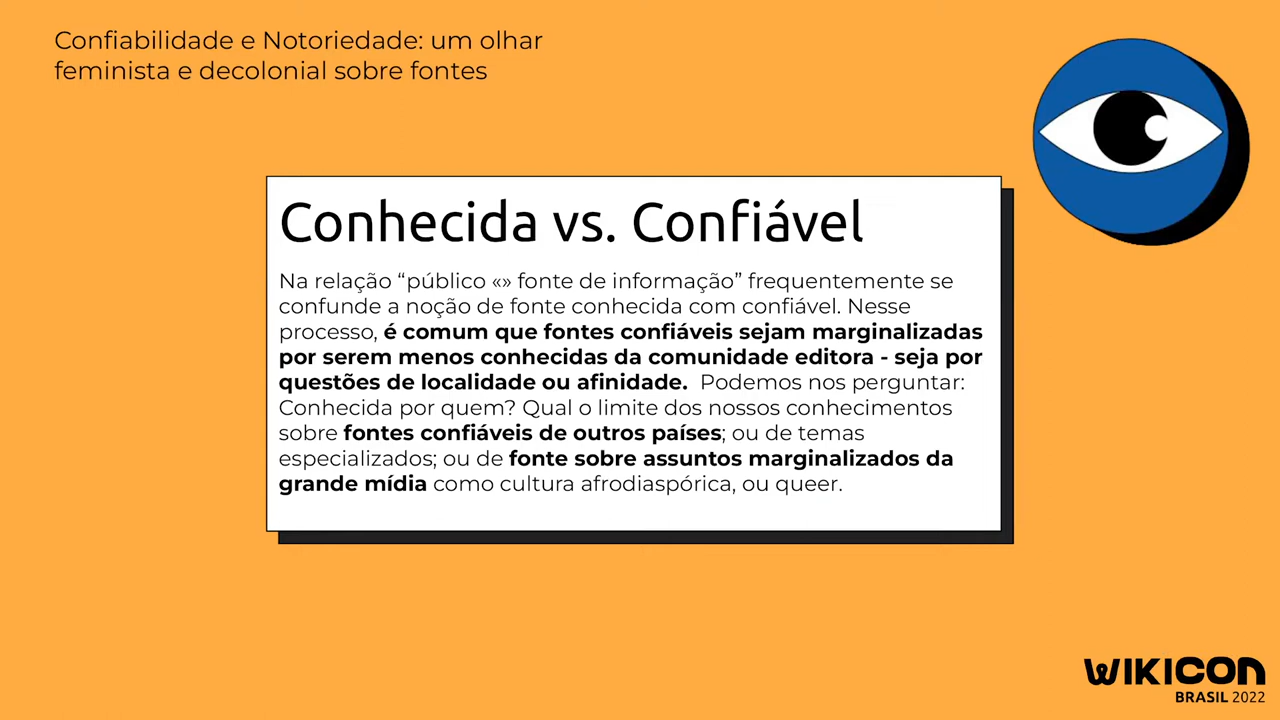 Confiabilidade e Notoriedade: um olhar
feminista e decolonial sobre fontes
Conhecida vs. Confiável
Na relação “público «» fonte de informação” frequentemente se
confunde a noção de fonte conhecida com confiável. Nesse
processo, é comum que fontes confiáveis sejam marginalizadas
por serem menos conhecidas da comunidade editora - seja por
questões de localidade ou afinidade. Podemos nos perguntar:
Conhecida por quem? Qual o limite dos nossos conhecimentos
sobre fontes confiáveis de outros países; ou de temas
especializados; ou de fonte sobre assuntos marginalizados da
grande mídia como cultura afrodiaspórica, ou queer.
WIKICON
BRASIL 2022